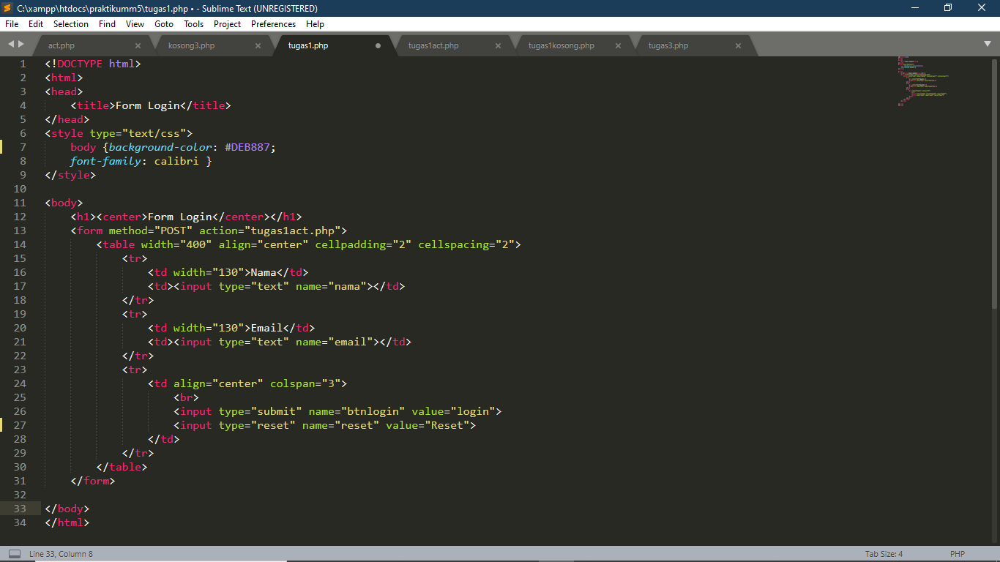 C:\xampp\htdocs\praktikumm5\tugas1.php • - Sublime Text (UNREGISTERED)
File Edit Selection Find View Goto Tools Project Preferences Help
act.php kosong3.php tugas1.php tugas1act.php tugas1kosong.php tugas3.php
1 <!DOCTYPE html>
2 <html>
3 <head>
4 <title>Form Login</title>
5 </head>
6 <style type="text/css">
7 body {background-color: #DEB887;
8 font-family: calibri }
9 </style>
10
11 <body>
12 <h1><center>Form Login</center></h1>
13 <form method="POST" action="tugas1act.php">
14 <table width="400" align="center" cellpadding="2" cellspacing="2">
15 <tr>
16 <td width="130">Nama</td>
17 <td><input type="text" name="nama"></td>
18 </tr>
19 <tr>
20 <td width="130">Email</td>
21 <td><input type="text" name="email"></td>
22 </tr>
23 <tr>
24 <td align="center" colspan="3">
25 <br>
26 <input type="submit" name="btnlogin" value="login">
27 <input type="reset" name="reset" value="Reset">
28 </td>
29 </tr>
30 </table>
31 </form>
32
33 </body>
34 </html>
Line 33, Column 8 Tab Size: 4 PHP